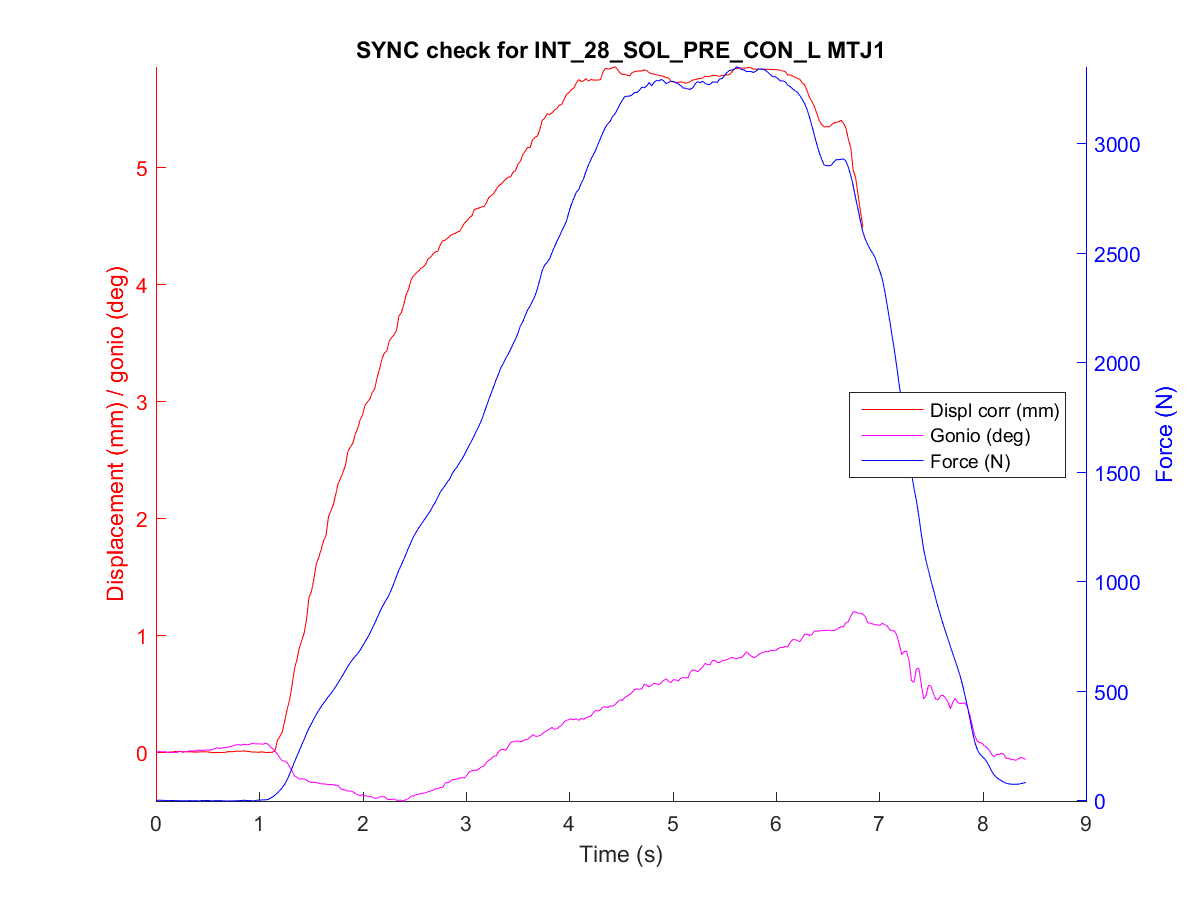 SYNC check for INT_28_SOL_PRE_CON_L MTJ1
Displacement (mm) / gonio (deg)
5
4
3
2
1
0
3000
2500
2000
1500
1000
500
0
Force (N)
Displ corr (mm)
Gonio (deg)
Force (N)
0 1 2 3 4 5 6 7 8 9
Time (s)